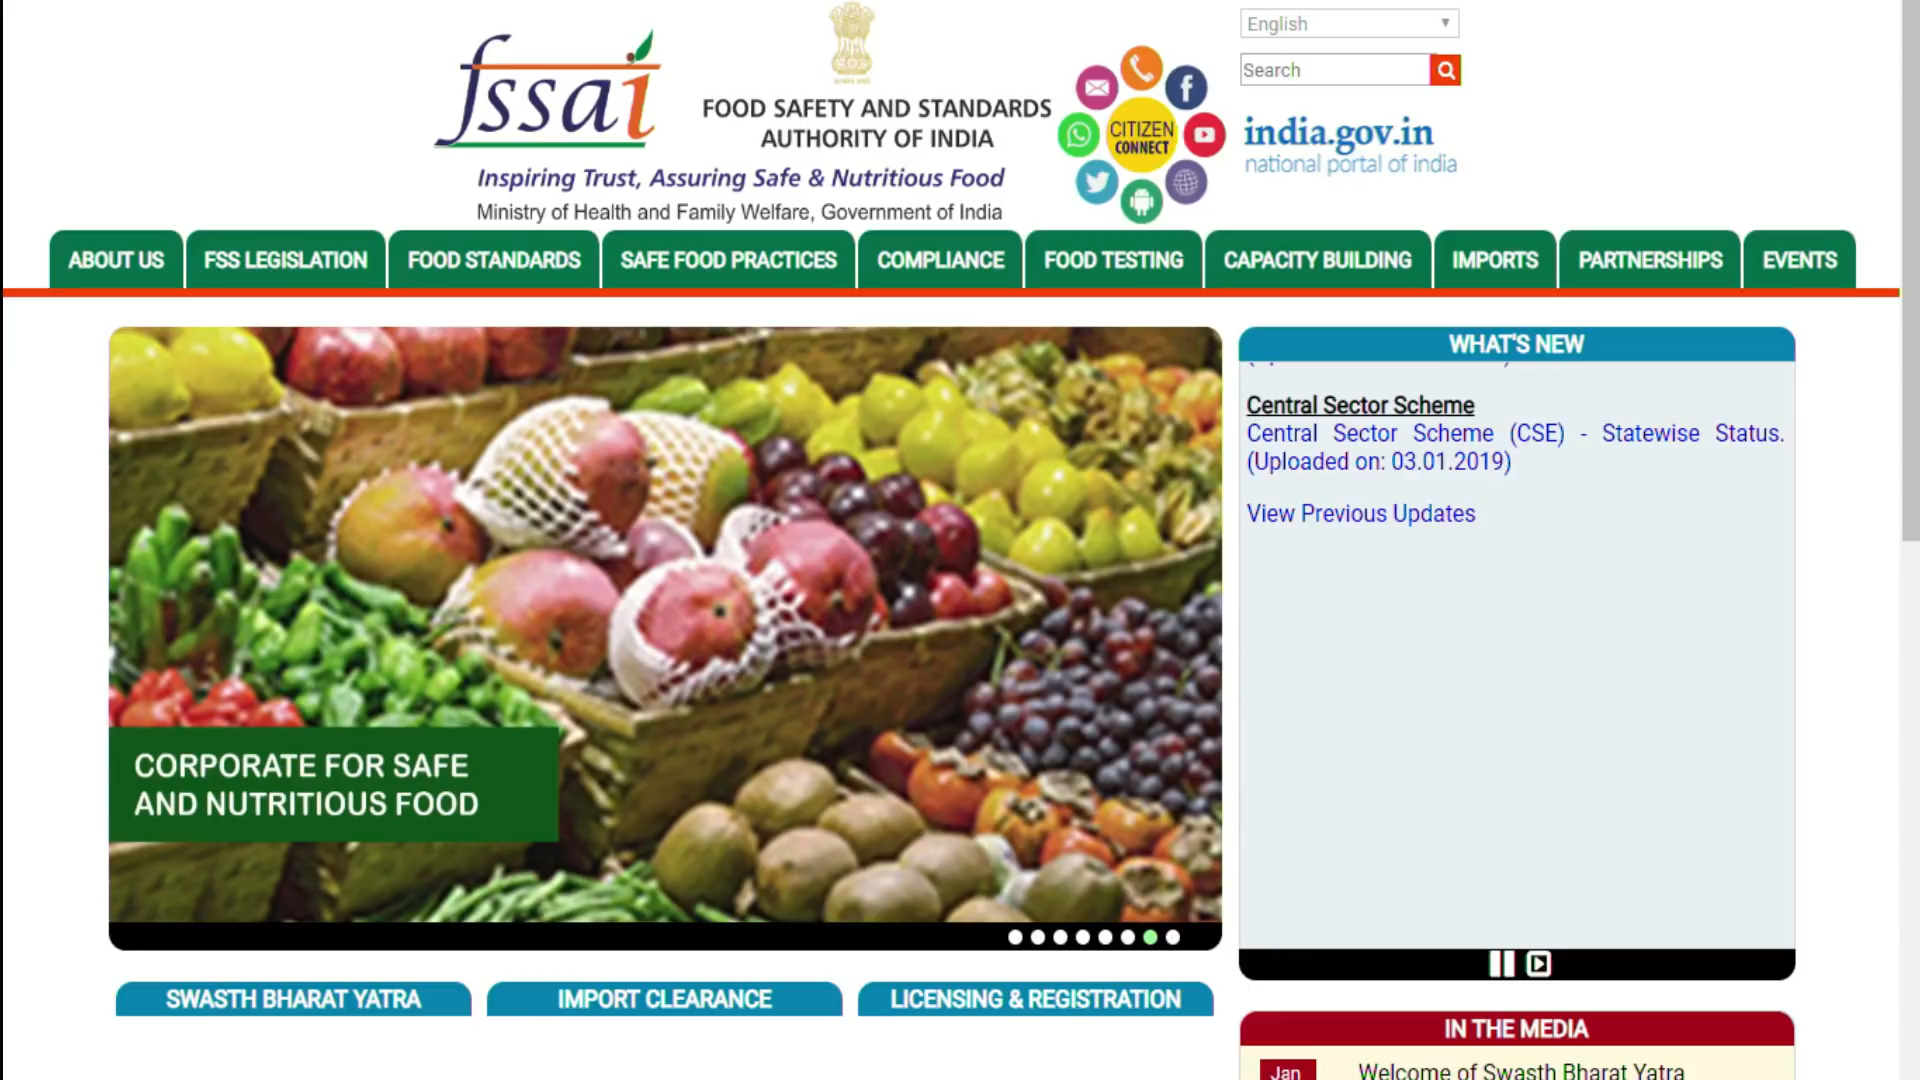 English
Search
fssai
FOOD SAFETY AND STANDARDS
AUTHORITY OF INDIA
Inspiring Trust, Assuring Safe & Nutritious Food
Ministry of Health and Family Welfare, Government of India
CITIZEN
CONNECT
india.gov.in
national portal of india
ABOUT US FSS LEGISLATION FOOD STANDARDS SAFE FOOD PRACTICES COMPLIANCE FOOD TESTING CAPACITY BUILDING IMPORTS PARTNERSHIPS EVENTS
CORPORATE FOR SAFE
AND NUTRITIOUS FOOD
WHAT'S NEW
Central Sector Scheme
Central Sector Scheme (CSE) - Statewise Status.
(Uploaded on: 03.01.2019)
View Previous Updates
SWASTH BHARAT YATRA IMPORT CLEARANCE LICENSING & REGISTRATION
IN THE MEDIA
Jan Welcome of Swasth Bharat Yatra